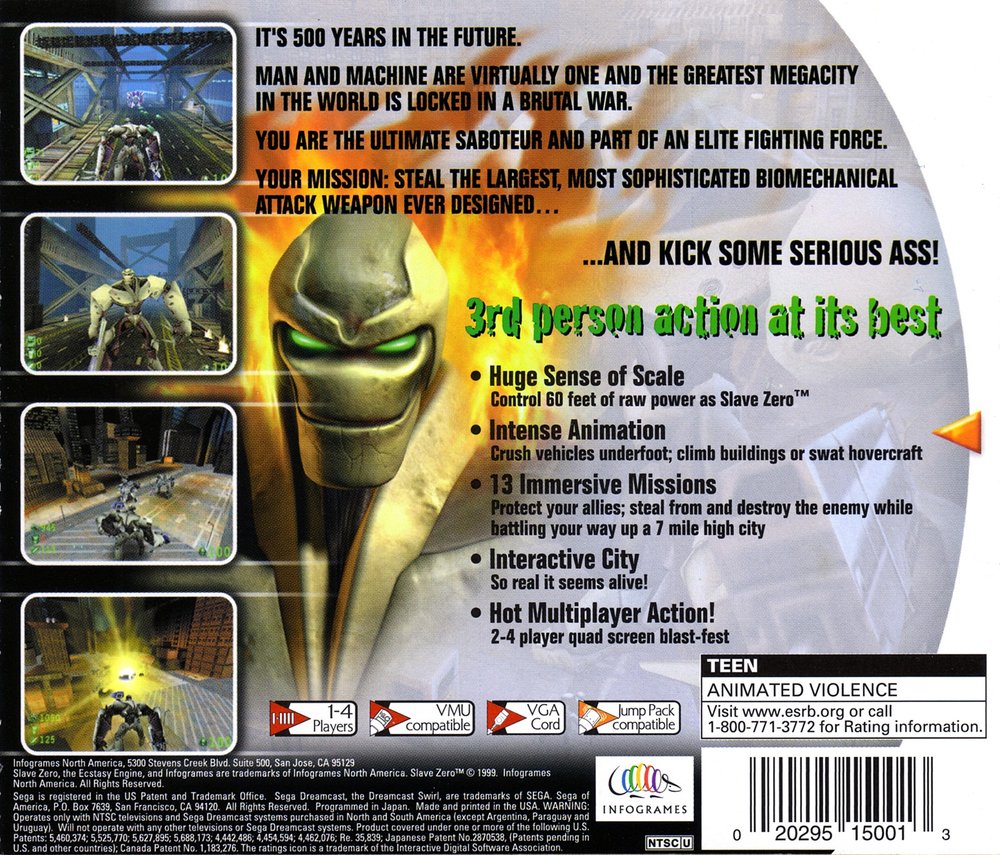 IT'S 500 YEARS IN THE FUTURE.
MAN AND MACHINE ARE VIRTUALLY ONE AND THE GREATEST MEGACITY
IN THE WORLD IS LOCKED IN A BRUTAL WAR.
YOU ARE THE ULTIMATE SABOTEUR AND PART OF AN ELITE FIGHTING FORCE.
YOUR MISSION: STEAL THE LARGEST, MOST SOPHISTICATED BIOMECHANICAL
ATTACK WEAPON EVER DESIGNED...
...AND KICK SOME SERIOUS ASS!
3rd person action at its best
• Huge Sense of Scale
Control 60 feet of raw power as Slave Zero™
• Intense Animation
Crush vehicles underfoot; climb buildings or swat hovercraft
• 13 Immersive Missions
Protect your allies; steal from and destroy the enemy while
battling your way up a 7 mile high city
• Interactive City
So real it seems alive!
• Hot Multiplayer Action!
2-4 player quad screen blast-fest
TEEN
ANIMATED VIOLENCE
Visit www.esrb.org or call
1-800-771-3772 for Rating information.
1-4
Players
VMU
compatible
VGA
Cord
Jump Pack
compatible
Infogrames North America, 5300 Stevens Creek Blvd. Suite 500, San Jose, CA 95129
Slave Zero, the Ecstasy Engine, and Infogrames are trademarks of Infogrames North America. Slave Zero™ © 1999. Infogrames
North America. All Rights Reserved.
Sega is registered in the US Patent and Trademark Office. Sega Dreamcast, the Dreamcast Swirl, are trademarks of SEGA. Sega of
America, P.O. Box 7639, San Francisco, CA 94120. All Rights Reserved. Programmed in Japan. Made and printed in the USA. WARNING:
Operates only with NTSC televisions and Sega Dreamcast systems purchased in North and South America (except Argentina, Paraguay and
Uruguay). Will not operate with any other televisions or Sega Dreamcast systems. Product covered under one or more of the following U.S.
Patents: 5,460,374; 5,525,770; 5,627,895; 5,688,173; 4,442,486; 4,454,594; 4,462,076; Re. 35,839; Japanese Patent No.2870538, (Patents pending in
U.S. and other countries); Canada Patent No. 1,183,276. The ratings icon is a trademark of the Interactive Digital Software Association.
INFOGRAMES
NTSC U
0 20295 15001 3